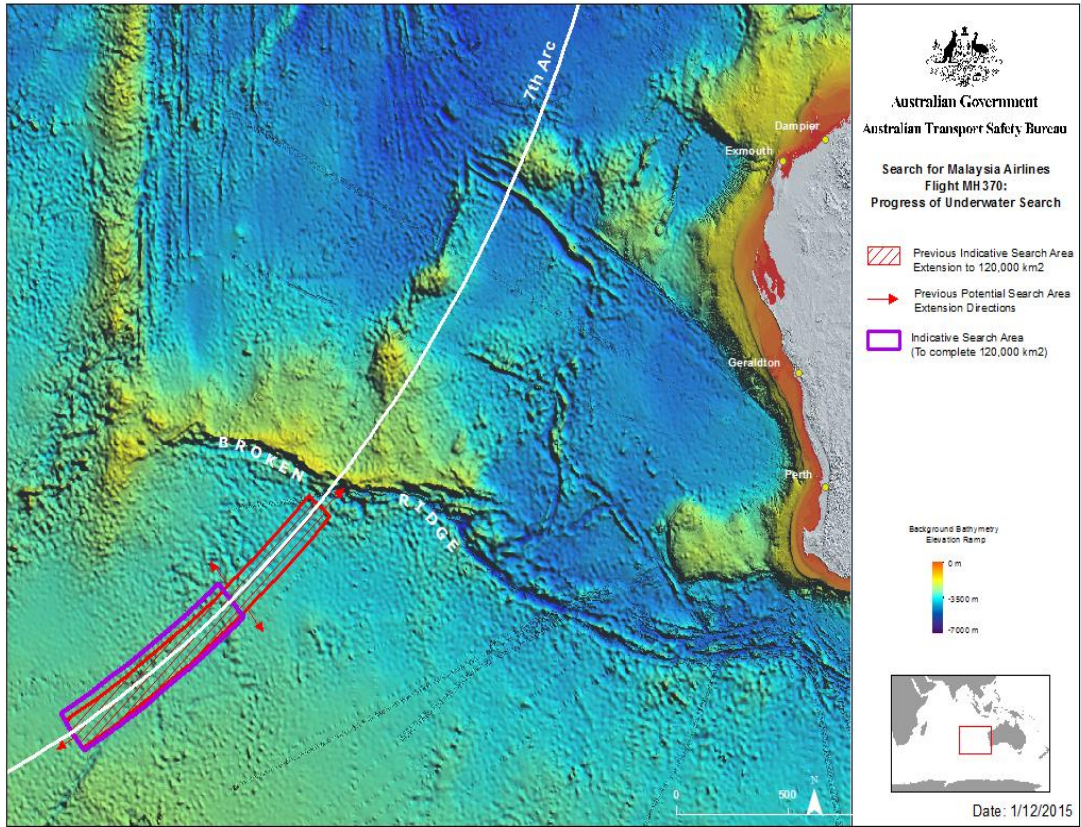 7th Arc
Dampier
Exmouth
Geraldton
Perth
BROKEN
RIDGE
0
500
N
Australian Government
Australian Transport Safety Bureau
Search for Malaysia Airlines
Flight MH370:
Progress of Underwater Search
Previous Indicative Search Area
Extension to 120,000 km2
Previous Potential Search Area
Extension Directions
Indicative Search Area
(To complete 120,000 km2)
Background Bathymetry
Elevation Ramp
0 m
-3500 m
-7000 m
Date: 1/12/2015